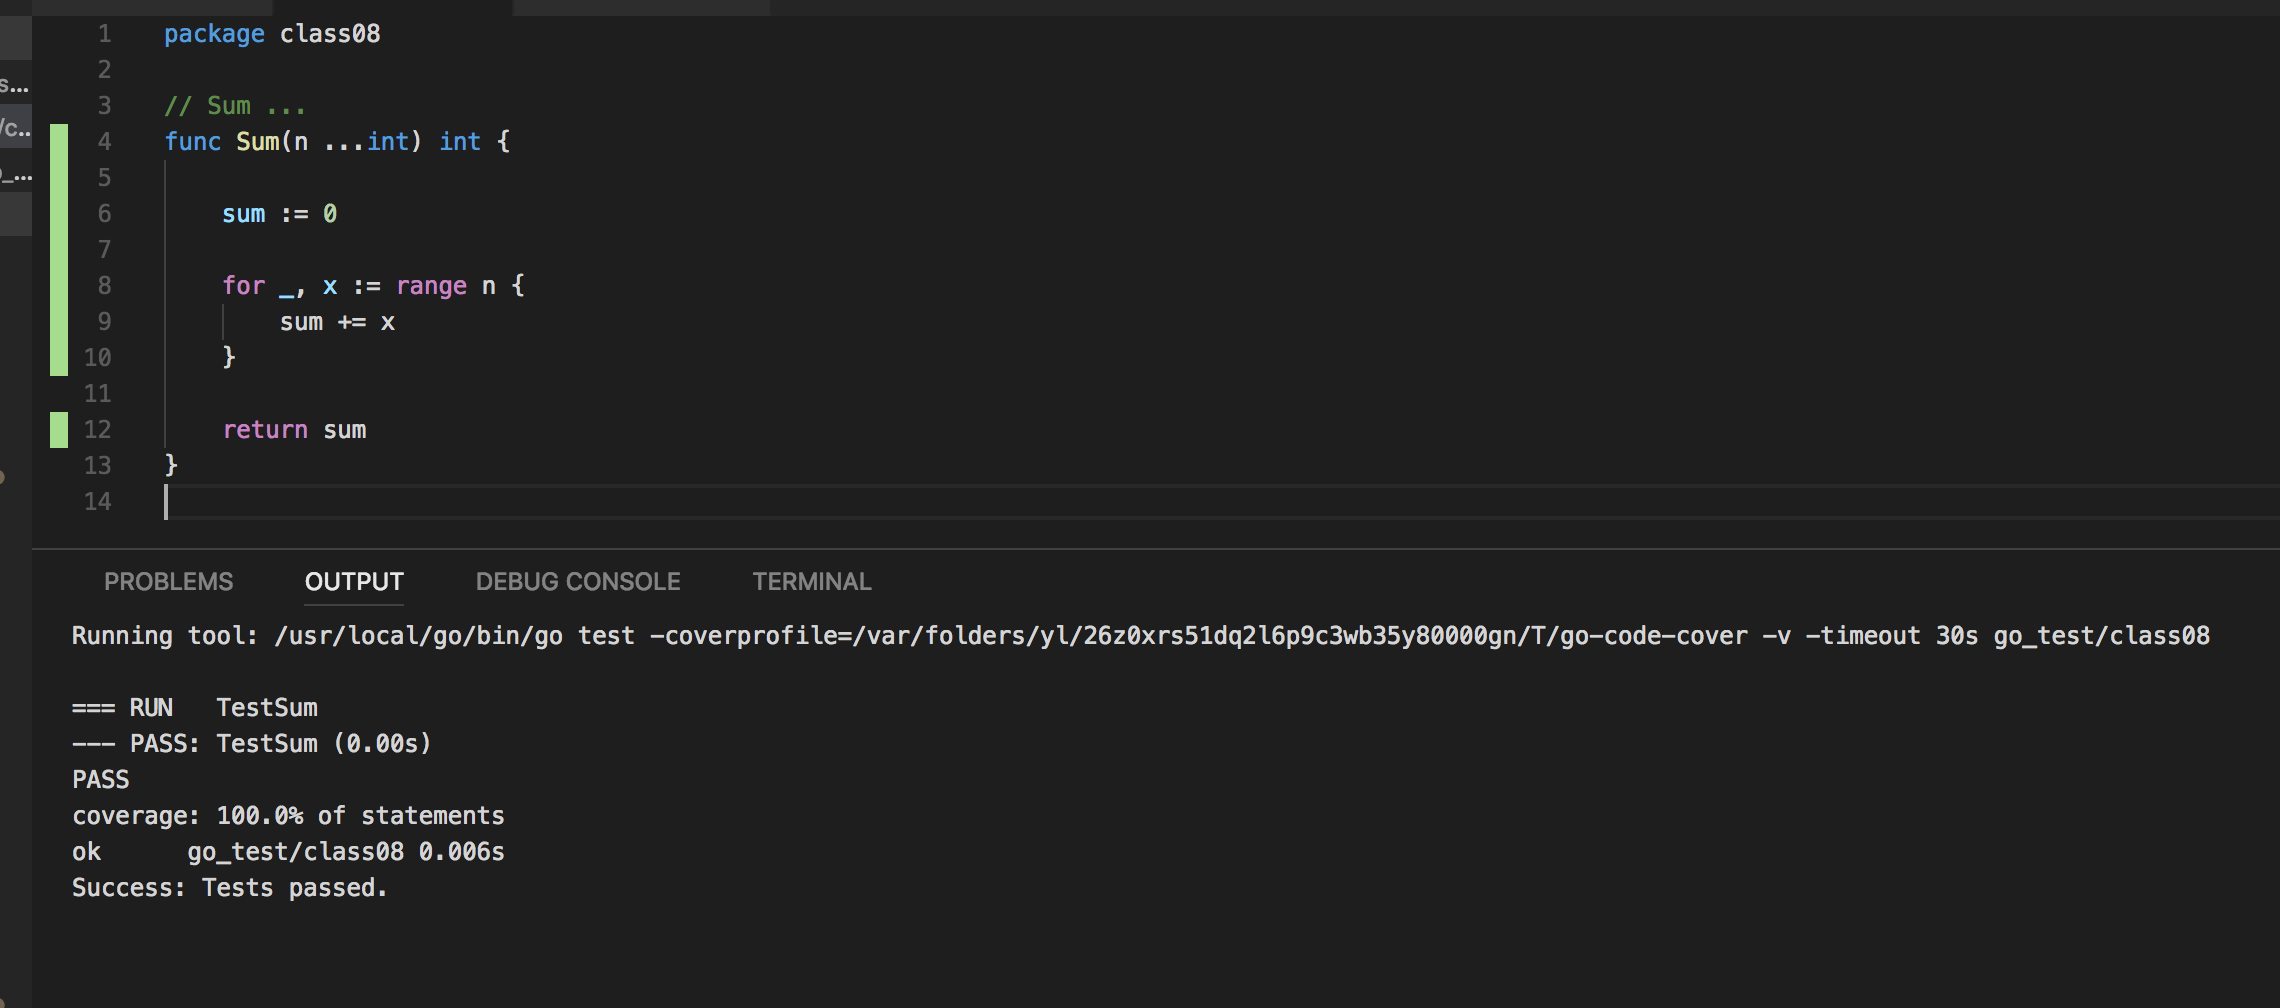 1 package class08
2
3 // Sum ...
s...
4 func Sum(n ...int) int {
/c..
5
_...
6 sum := 0
7
8 for _, x := range n {
9 sum += x
10 }
11
12 return sum
13 }
14
PROBLEMS OUTPUT DEBUG CONSOLE TERMINAL
Running tool: /usr/local/go/bin/go test -coverprofile=/var/folders/yl/26z0xrs51dq2l6p9c3wb35y80000gn/T/go-code-cover -v -timeout 30s go_test/class08
=== RUN   TestSum
--- PASS: TestSum (0.00s)
PASS
coverage: 100.0% of statements
ok      go_test/class08 0.006s
Success: Tests passed.